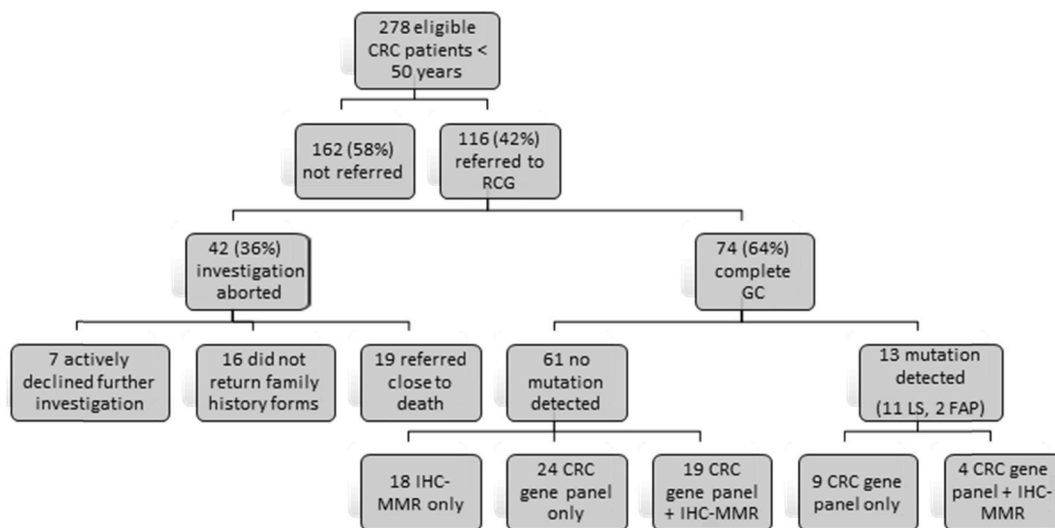 278 eligible
CRC patients <
50 years
162 (58%)
not referred
116 (42%)
referred to
RCG
42 (36%)
investigation
aborted
74 (64%)
complete
GC
7 actively
declined further
investigation
16 did not
return family
history forms
19 referred
close to
death
61 no
mutation
detected
13 mutation
detected
(11 LS, 2 FAP)
18 IHC-
MMR only
24 CRC
gene panel
only
19 CRC
gene panel
+ IHC-MMR
9 CRC gene
panel only
4 CRC gene
panel + IHC-
MMR